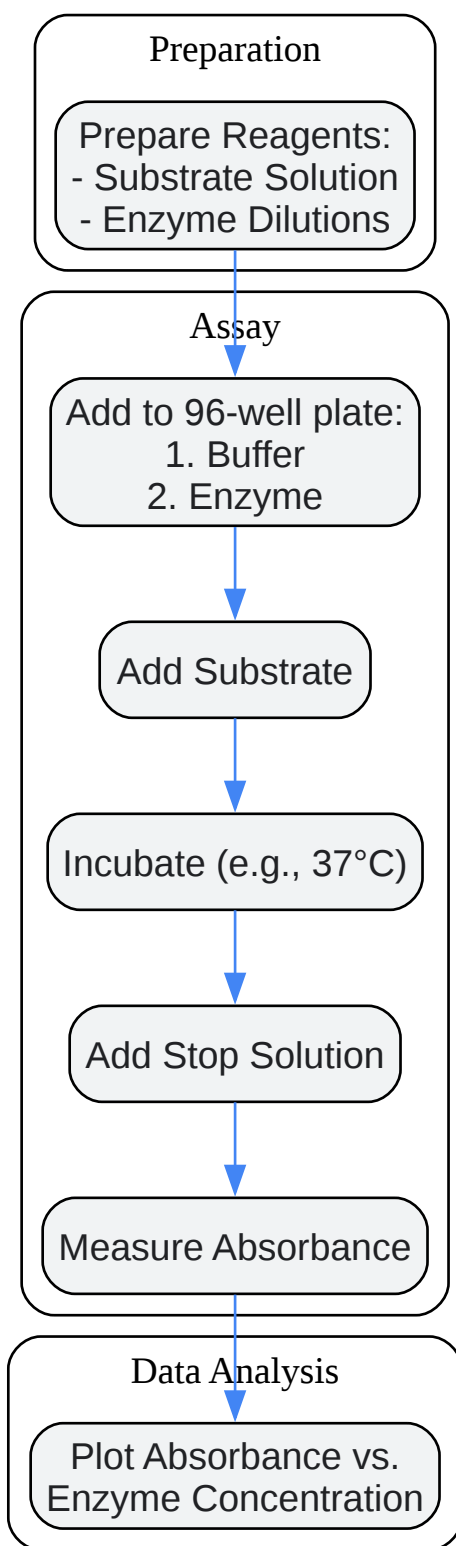 Preparation
Prepare Reagents:
- Substrate Solution
- Enzyme Dilutions
Assay
Add to 96-well plate:
1. Buffer
2. Enzyme
Add Substrate
Incubate (e.g., 37°C)
Add Stop Solution
Measure Absorbance
Data Analysis
Plot Absorbance vs.
Enzyme Concentration